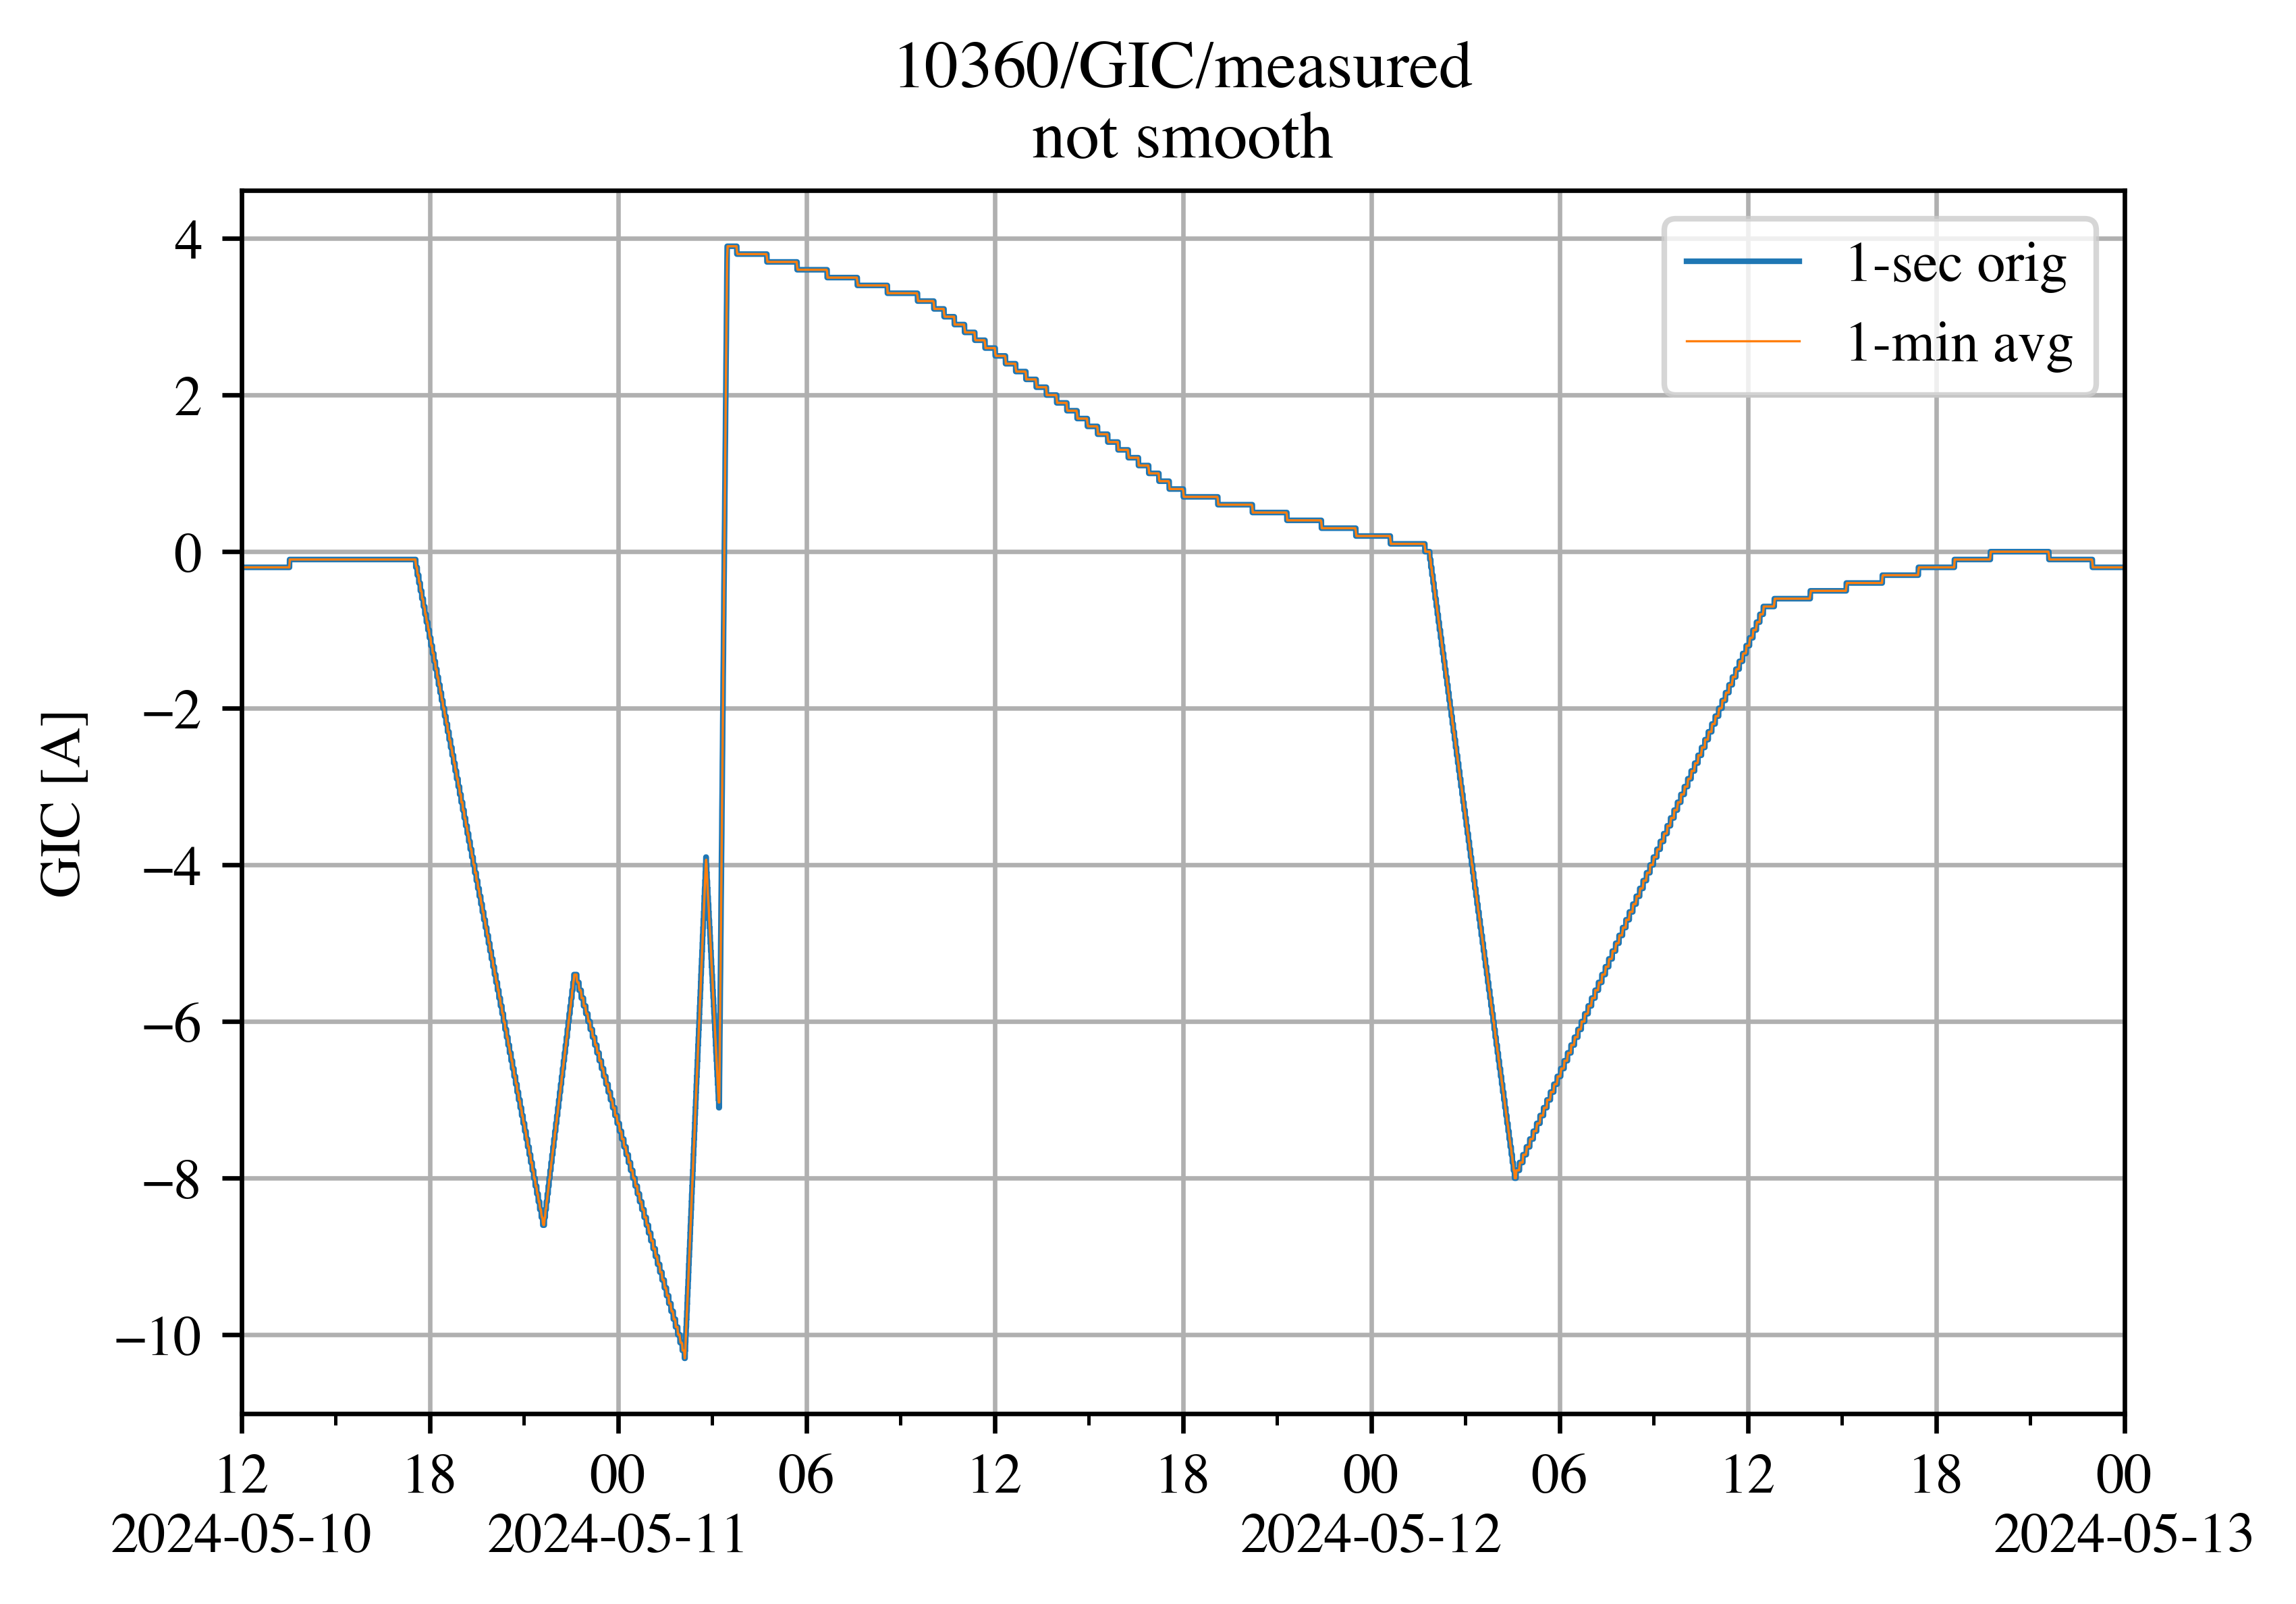 10360/GIC/measured
not smooth
1-sec orig
1-min avg
GIC [A]
4
2
0
−2
−4
−6
−8
−10
12 18 00 06 12 18 00 06 12 18 00
2024-05-10 2024-05-11 2024-05-12 2024-05-13